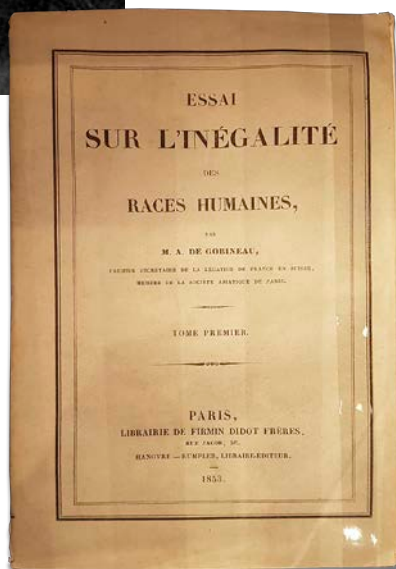 ESSAI
SUR L'INÉGALITÉ
DES
RACES HUMAINES,
PAR
M. A. DE GOBINEAU,
PREMIER SECRÉTAIRE DE LA LÉGATION DE FRANCE EN SUISSE,
MEMBRE DE LA SOCIÉTÉ ASIATIQUE DE PARIS.
TOME PREMIER.
PARIS,
LIBRAIRIE DE FIRMIN DIDOT FRÈRES,
RUE JACOB, 56.
HANOVRE — RUMPLER, LIBRAIRE-ÉDITEUR.
1853.